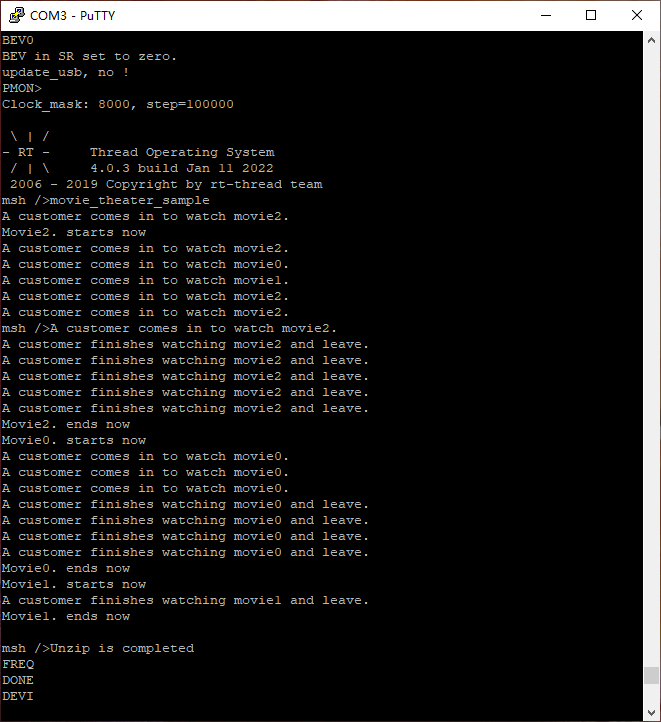 COM3 - PuTTY
BEV0
BEV in SR set to zero.
update_usb, no !
PMON>
Clock_mask: 8000, step=100000
 \ | /
- RT -     Thread Operating System
 / | \     4.0.3 build Jan 11 2022
 2006 - 2019 Copyright by rt-thread team
msh />movie_theater_sample
A customer comes in to watch movie2.
Movie2. starts now
A customer comes in to watch movie2.
A customer comes in to watch movie0.
A customer comes in to watch movie1.
A customer comes in to watch movie2.
A customer comes in to watch movie2.
msh />A customer comes in to watch movie2.
A customer finishes watching movie2 and leave.
A customer finishes watching movie2 and leave.
A customer finishes watching movie2 and leave.
A customer finishes watching movie2 and leave.
A customer finishes watching movie2 and leave.
Movie2. ends now
Movie0. starts now
A customer comes in to watch movie0.
A customer comes in to watch movie0.
A customer comes in to watch movie0.
A customer finishes watching movie0 and leave.
A customer finishes watching movie0 and leave.
A customer finishes watching movie0 and leave.
A customer finishes watching movie0 and leave.
Movie0. ends now
Movie1. starts now
A customer finishes watching movie1 and leave.
Movie1. ends now
msh />Unzip is completed
FREQ
DONE
DEVI